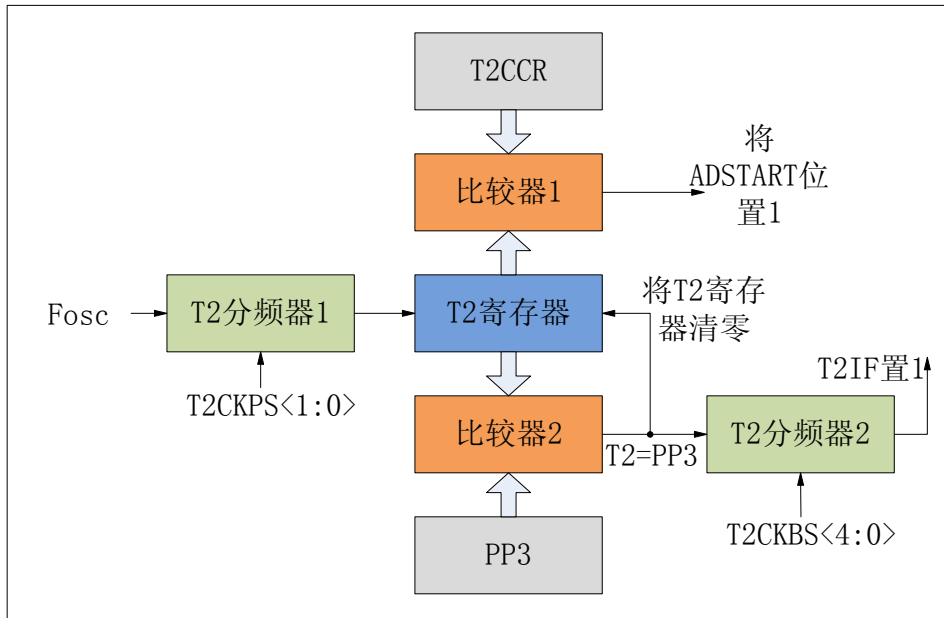 T2CCR
将
ADSTART位
置1
比较器1
Fosc
T2分频器1
T2寄存器
将T2寄存
器清零
T2CKPS<1:0>
T2IF置1
比较器2
T2=PP3
T2分频器2
PP3
T2CKBS<4:0>